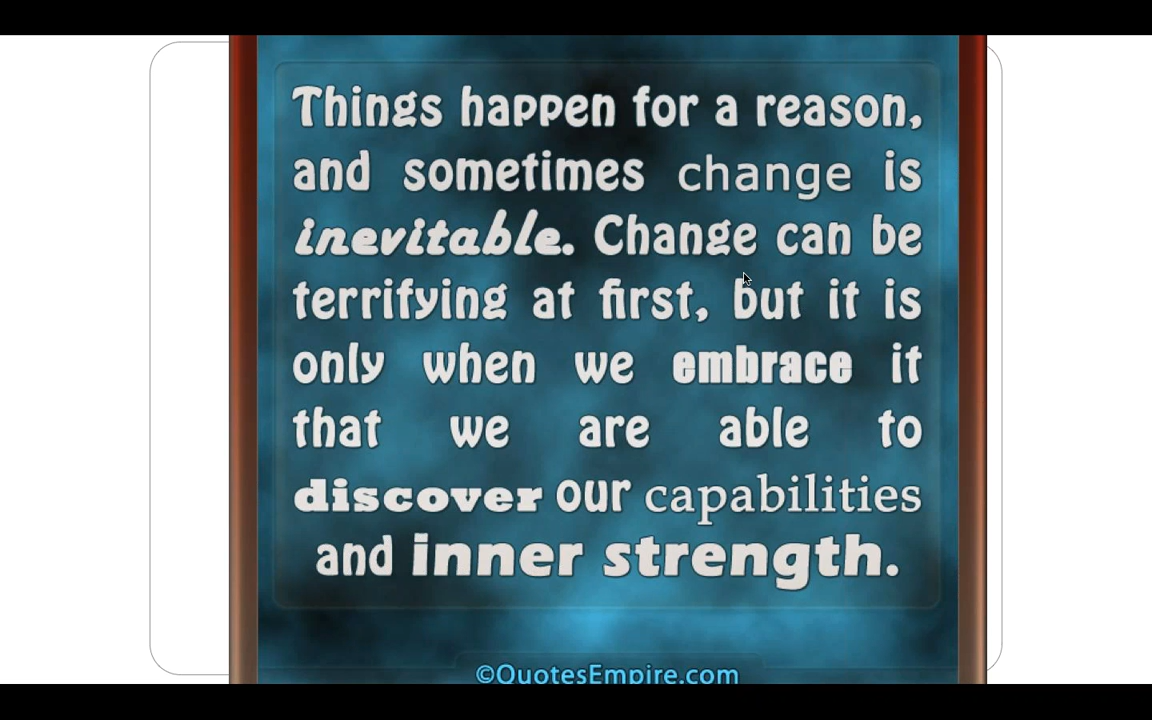 Things happen for a reason,
and sometimes change is
inevitable. Change can be
terrifying at first, but it is
only when we embrace it
that we are able to
discover our capabilities
and inner strength.
©QuotesEmpire.com